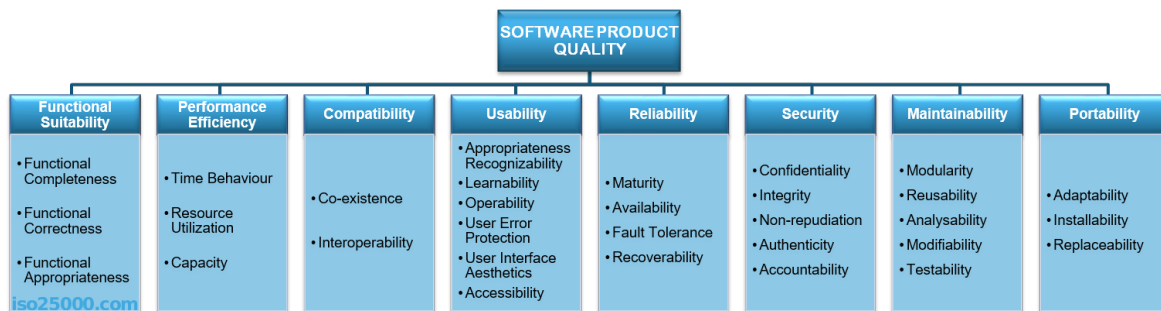 SOFTWARE PRODUCT
QUALITY
Functional
Suitability
• Functional
Completeness
• Functional
Correctness
• Functional
Appropriateness
Performance
Efficiency
• Time Behaviour
• Resource
Utilization
• Capacity
Compatibility
• Co-existence
• Interoperability
Usability
• Appropriateness
Recognizability
• Learnability
• Operability
• User Error
Protection
• User Interface
Aesthetics
• Accessibility
Reliability
• Maturity
• Availability
• Fault Tolerance
• Recoverability
Security
• Confidentiality
• Integrity
• Non-repudiation
• Authenticity
• Accountability
Maintainability
• Modularity
• Reusability
• Analysability
• Modifiability
• Testability
Portability
• Adaptability
• Installability
• Replaceability
iso25000.com